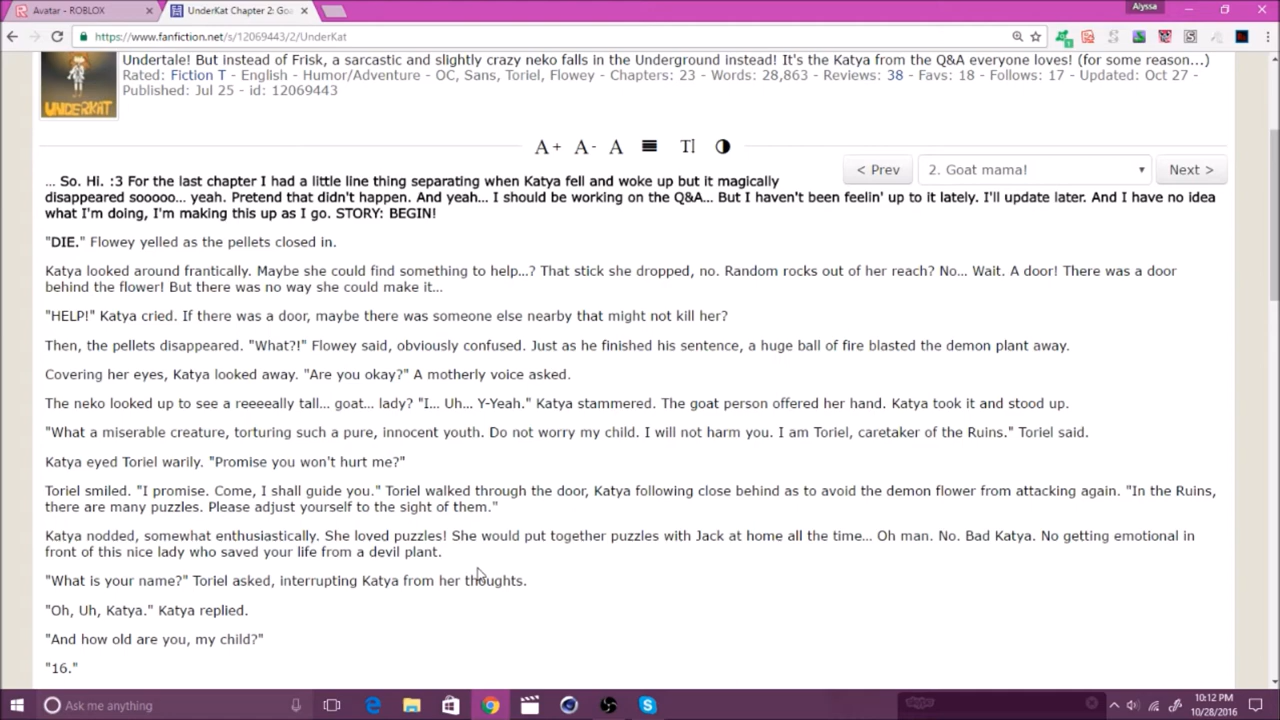 Avatar - ROBLOX
UnderKat Chapter 2: Goa
Alyssa
https://www.fanfiction.net/s/12069443/2/UnderKat
UNDERKAT
Undertale! But instead of Frisk, a sarcastic and slightly crazy neko falls in the Underground instead! It's the Katya from the Q&A everyone loves! (for some reason...)
Rated: Fiction T - English - Humor/Adventure - OC, Sans, Toriel, Flowey - Chapters: 23 - Words: 28,863 - Reviews: 38 - Favs: 18 - Follows: 17 - Updated: Oct 27 -
Published: Jul 25 - id: 12069443
A+ A- A
< Prev 2. Goat mama! Next >
... So. Hi. :3 For the last chapter I had a little line thing separating when Katya fell and woke up but it magically
disappeared sooooo... yeah. Pretend that didn't happen. And yeah... I should be working on the Q&A... But I haven't been feelin' up to it lately. I'll update later. And I have no idea
what I'm doing, I'm making this up as I go. STORY: BEGIN!
"DIE." Flowey yelled as the pellets closed in.
Katya looked around frantically. Maybe she could find something to help...? That stick she dropped, no. Random rocks out of her reach? No... Wait. A door! There was a door
behind the flower! But there was no way she could make it...
"HELP!" Katya cried. If there was a door, maybe there was someone else nearby that might not kill her?
Then, the pellets disappeared. "What?!" Flowey said, obviously confused. Just as he finished his sentence, a huge ball of fire blasted the demon plant away.
Covering her eyes, Katya looked away. "Are you okay?" A motherly voice asked.
The neko looked up to see a reeeeally tall... goat... lady? "I... Uh... Y-Yeah." Katya stammered. The goat person offered her hand. Katya took it and stood up.
"What a miserable creature, torturing such a pure, innocent youth. Do not worry my child. I will not harm you. I am Toriel, caretaker of the Ruins." Toriel said.
Katya eyed Toriel warily. "Promise you won't hurt me?"
Toriel smiled. "I promise. Come, I shall guide you." Toriel walked through the door, Katya following close behind as to avoid the demon flower from attacking again. "In the Ruins,
there are many puzzles. Please adjust yourself to the sight of them."
Katya nodded, somewhat enthusiastically. She loved puzzles! She would put together puzzles with Jack at home all the time... Oh man. No. Bad Katya. No getting emotional in
front of this nice lady who saved your life from a devil plant.
"What is your name?" Toriel asked, interrupting Katya from her thoughts.
"Oh, Uh, Katya." Katya replied.
"And how old are you, my child?"
"16."
Ask me anything
10:12 PM
10/28/2016